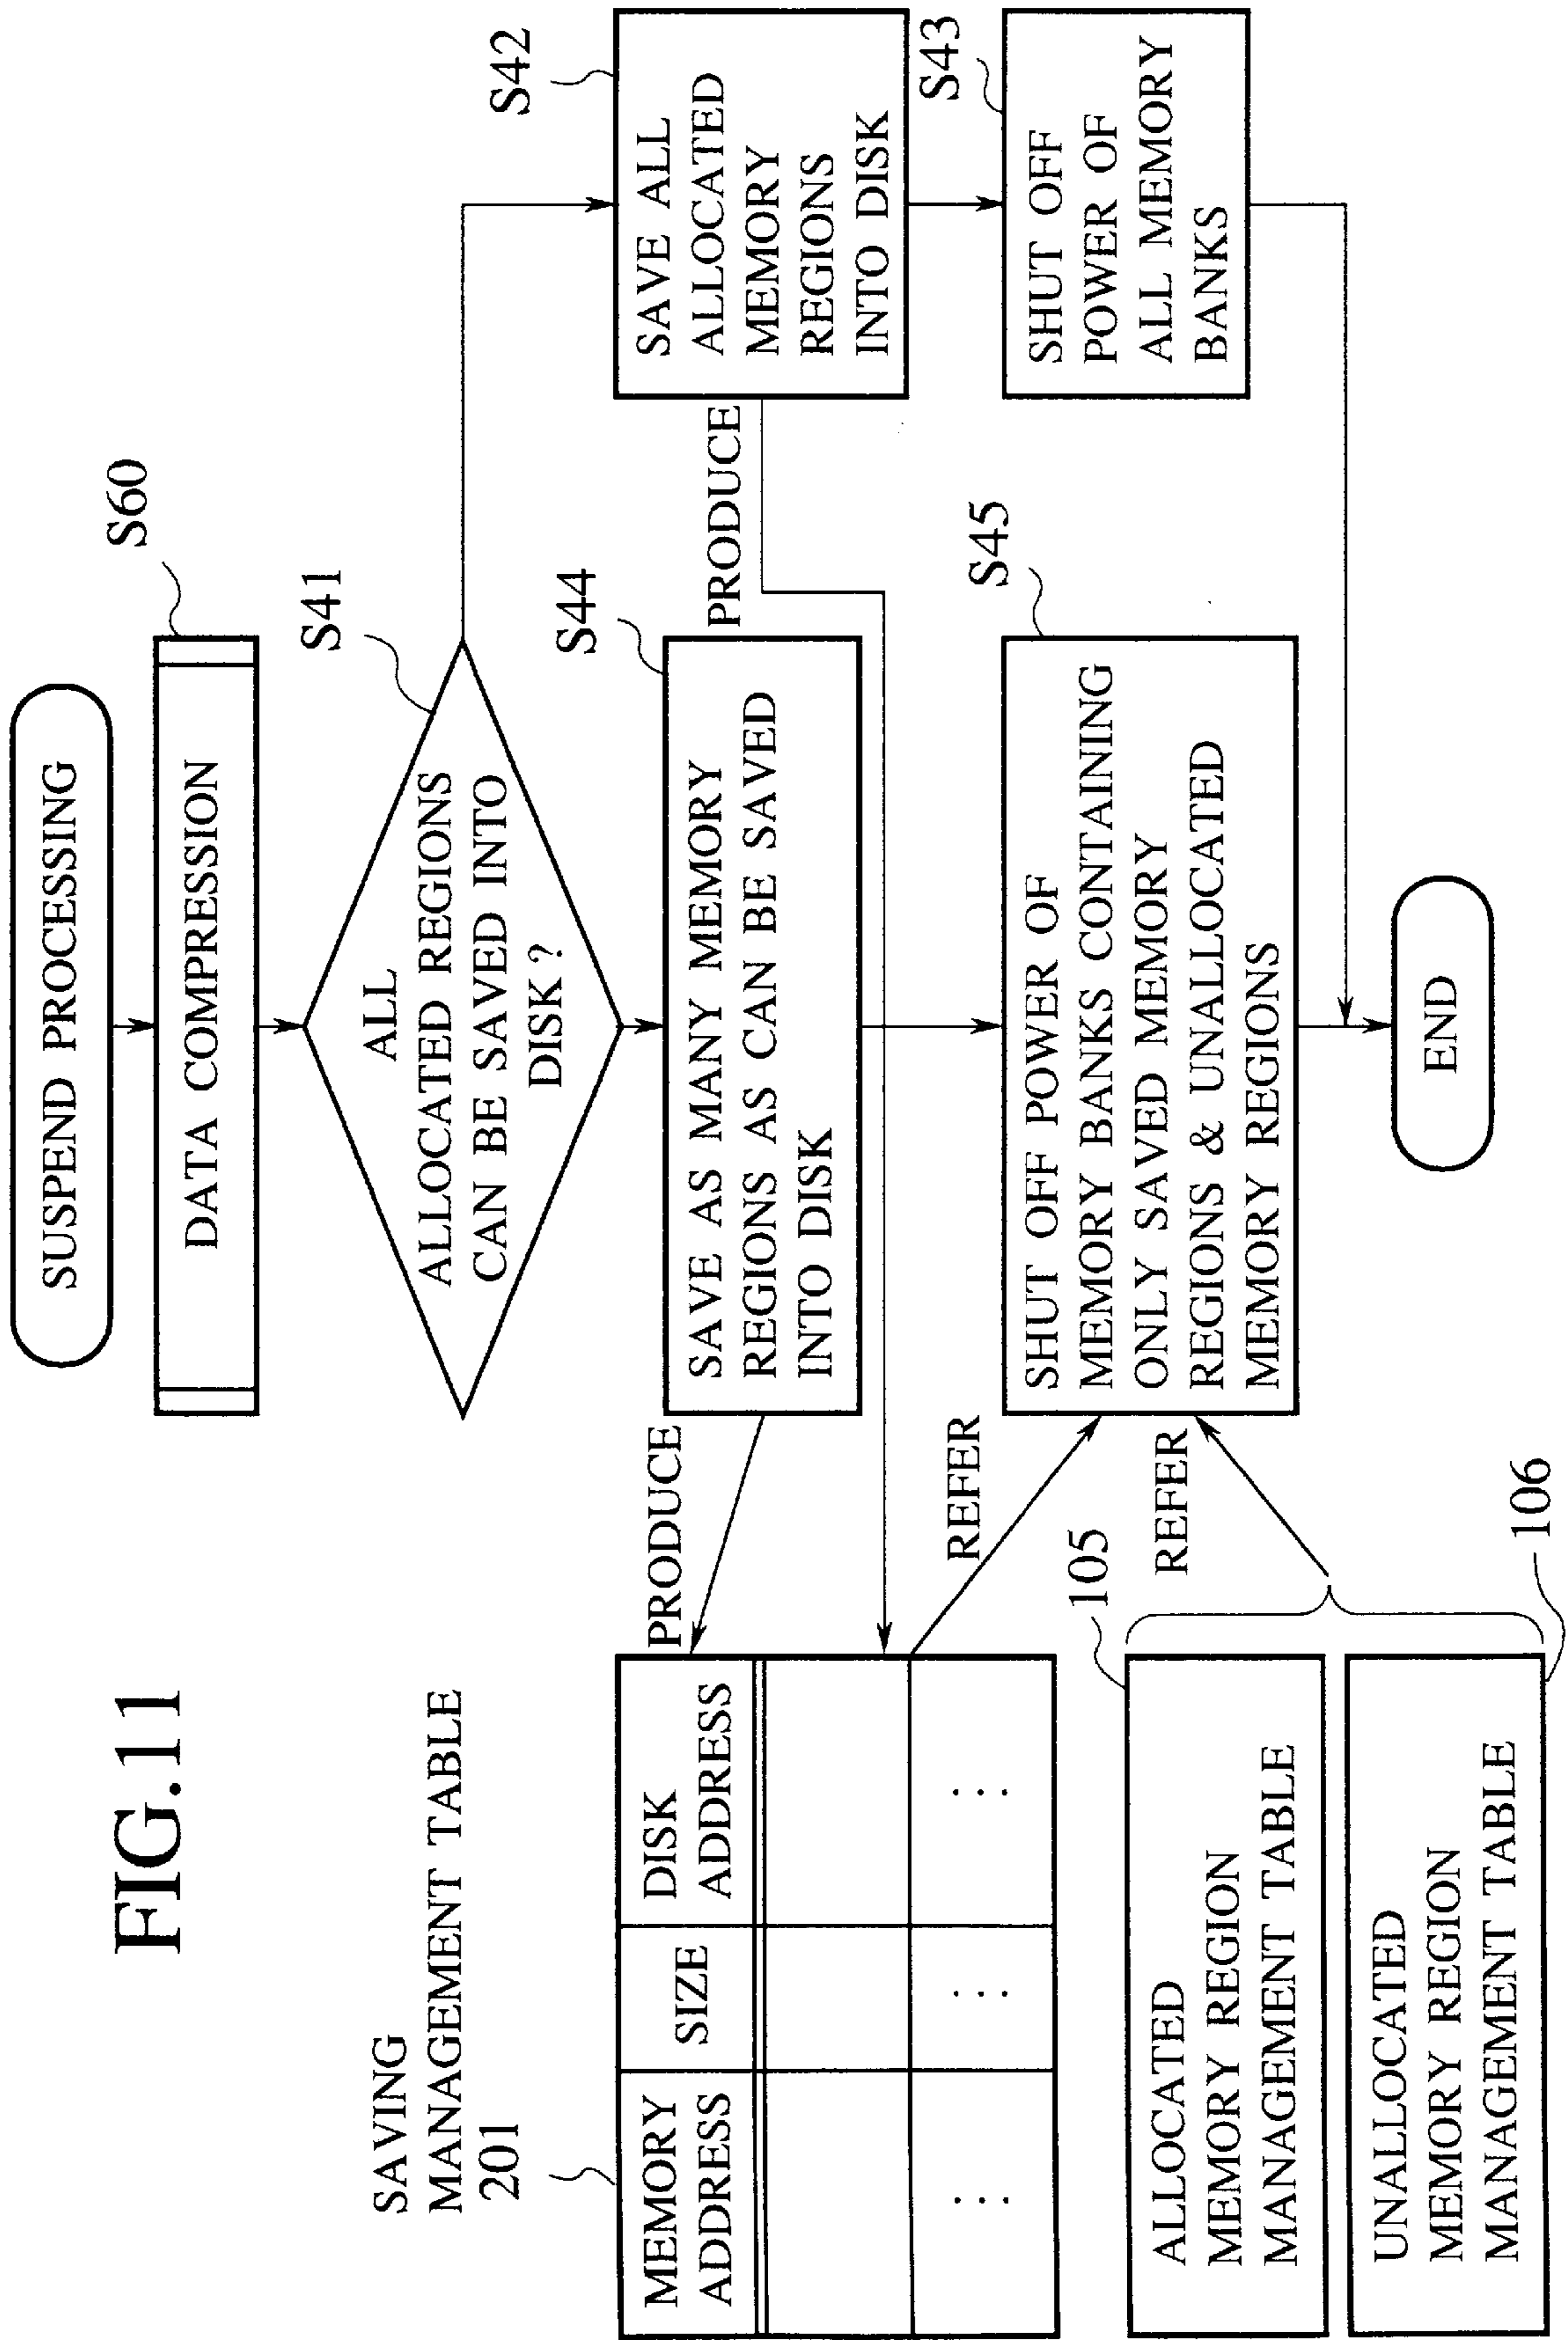 FIG.11
SUSPEND PROCESSING
S60
DATA COMPRESSION
S41
ALL
ALLOCATED REGIONS
CAN BE SAVED INTO
DISK?
S42
SAVE ALL
ALLOCATED
MEMORY
REGIONS
INTO DISK
S43
SHUT OFF
POWER OF
ALL MEMORY
BANKS
PRODUCE
S44
SAVE AS MANY MEMORY
REGIONS AS CAN BE SAVED
INTO DISK
PRODUCE
S45
SHUT OFF POWER OF
MEMORY BANKS CONTAINING
ONLY SAVED MEMORY
REGIONS & UNALLOCATED
MEMORY REGIONS
REFER
REFER
END
SAVING
MANAGEMENT TABLE
201
MEMORY
ADDRESS
SIZE
DISK
ADDRESS
... ... ...
105
ALLOCATED
MEMORY REGION
MANAGEMENT TABLE
106
UNALLOCATED
MEMORY REGION
MANAGEMENT TABLE